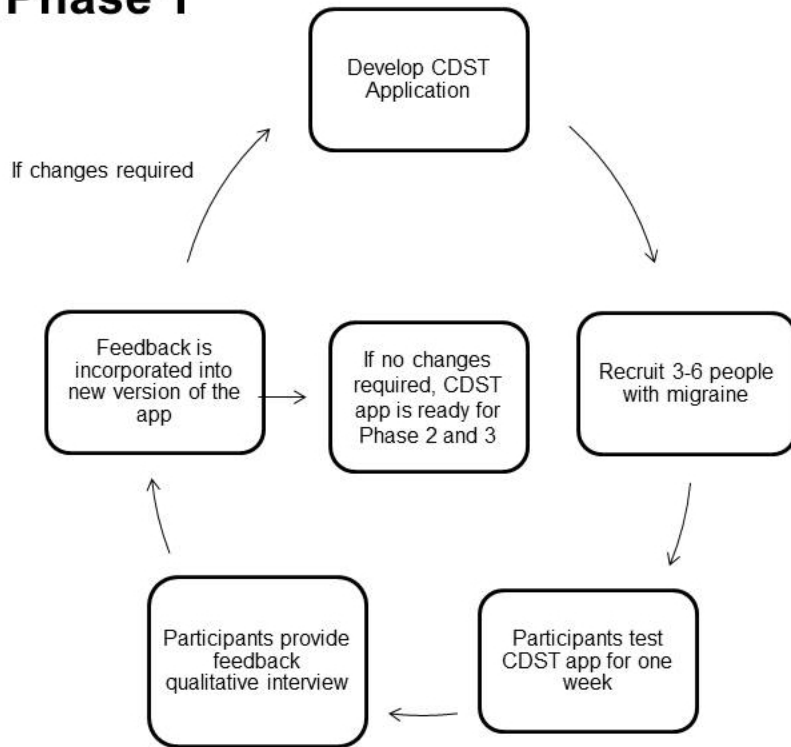 Phase 1
Develop CDST
Application
If changes required
Feedback is
incorporated into
new version of the
app
If no changes
required, CDST
app is ready for
Phase 2 and 3
Recruit 3-6 people
with migraine
Participants provide
feedback
qualitative interview
Participants test
CDST app for one
week